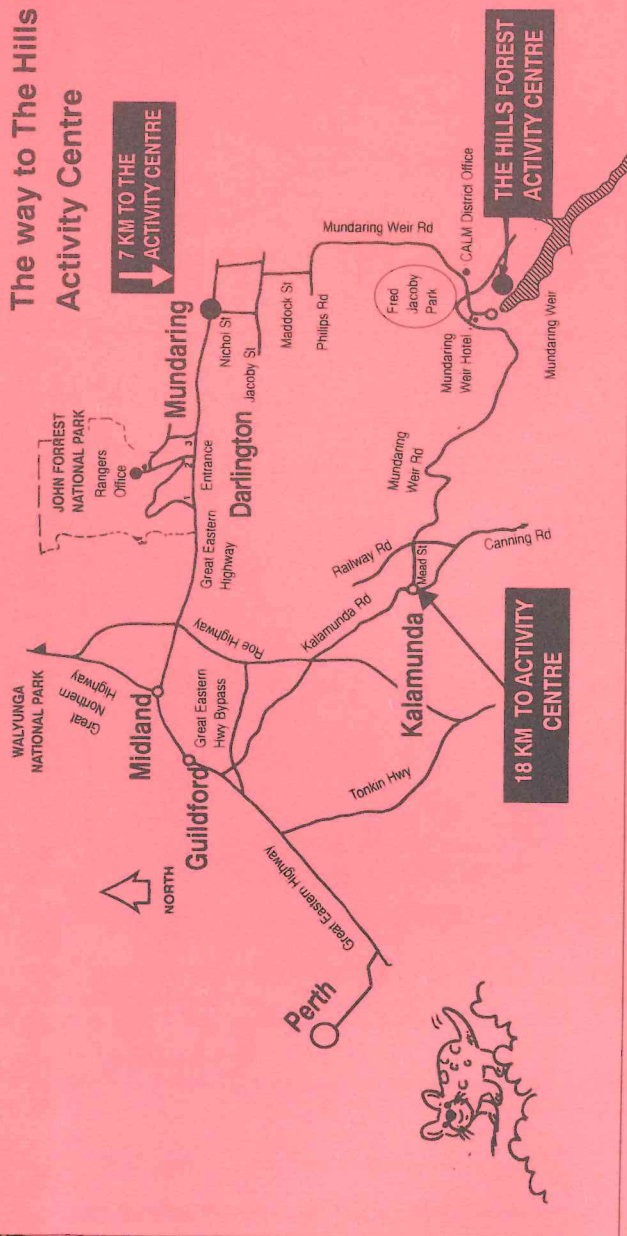 The way to The Hills
Activity Centre
7 KM TO THE
ACTIVITY CENTRE
WALYUNGA
NATIONAL PARK
Great
Northern
Highway
JOHN FORREST
NATIONAL PARK
Rangers
Office
1
2
3
Entrance
Mundaring
Midland
Great Eastern
Highway
Darlington
Nichol St
Jacoby St
Maddock St
Philips Rd
Mundaring Weir Rd
NORTH
Guildford
Great Eastern
Hwy Bypass
Roe Highway
Kalamunda Rd
Railway Rd
Mead St
Canning Rd
Kalamunda
Mundaring
Weir Rd
Fred
Jacoby
Park
CALM District Office
Mundaring
Weir Hotel
Mundaring Weir
THE HILLS FOREST
ACTIVITY CENTRE
Perth
Great Eastern Highway
Tonkin Hwy
18 KM TO ACTIVITY
CENTRE